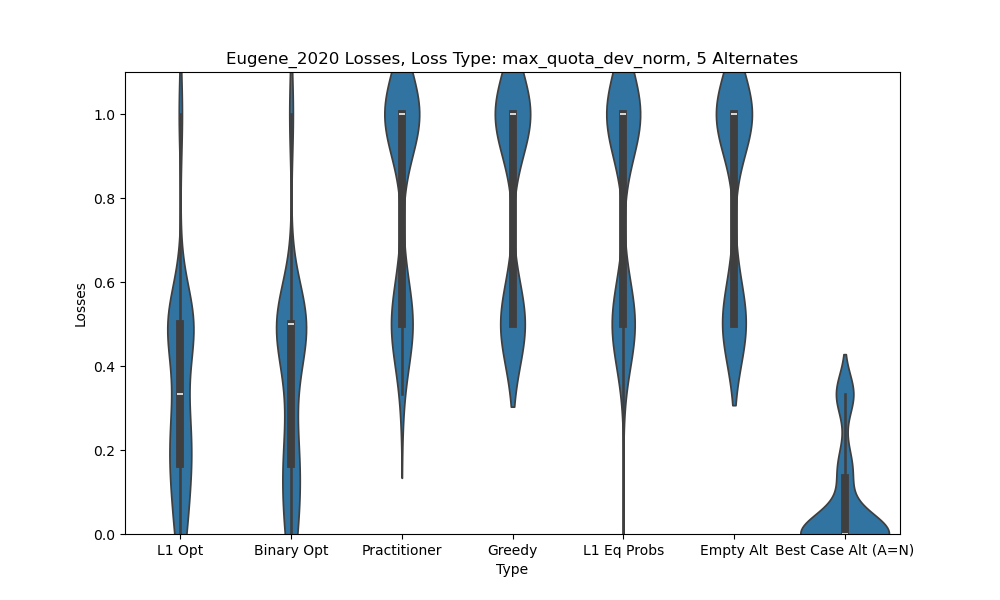 Eugene_2020 Losses, Loss Type: max_quota_dev_norm, 5 Alternates
Losses
1.0
0.8
0.6
0.4
0.2
0.0
L1 Opt Binary Opt Practitioner Greedy L1 Eq Probs Empty Alt Best Case Alt (A=N)
Type